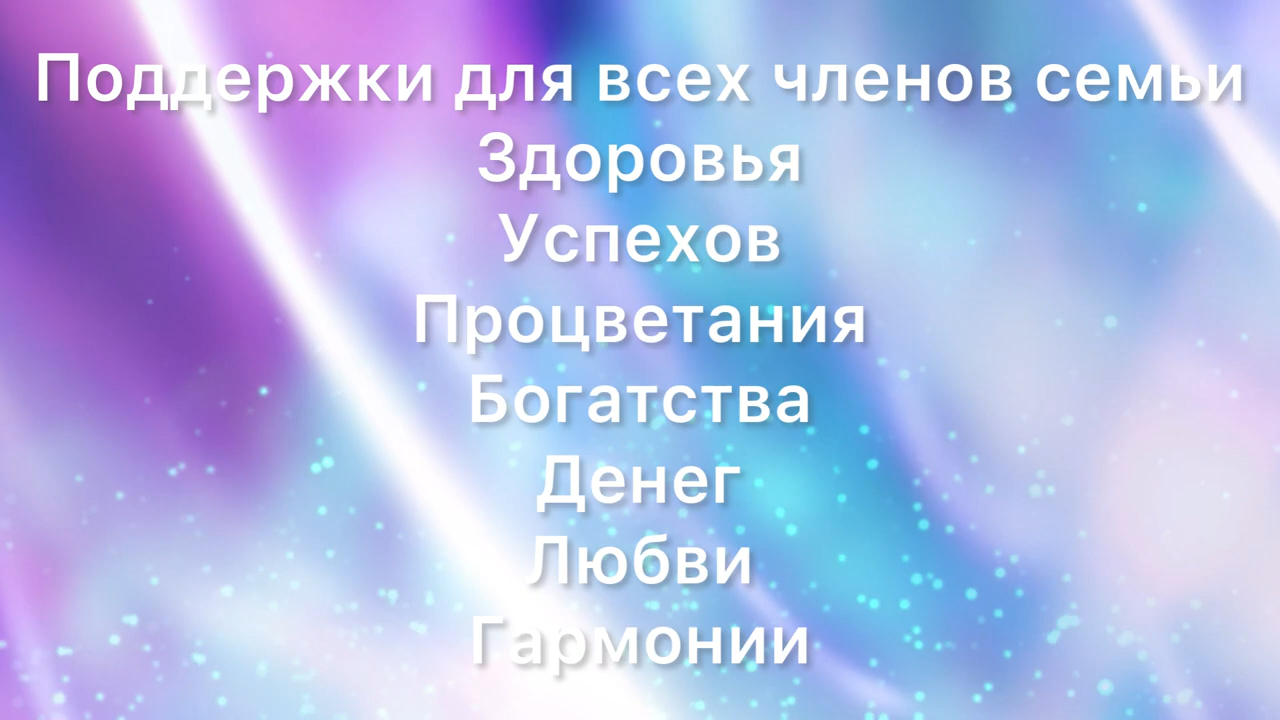 Поддержки для всех членов семьи
Здоровья
Успехов
Процветания
Богатства
Денег
Любви
Гармонии